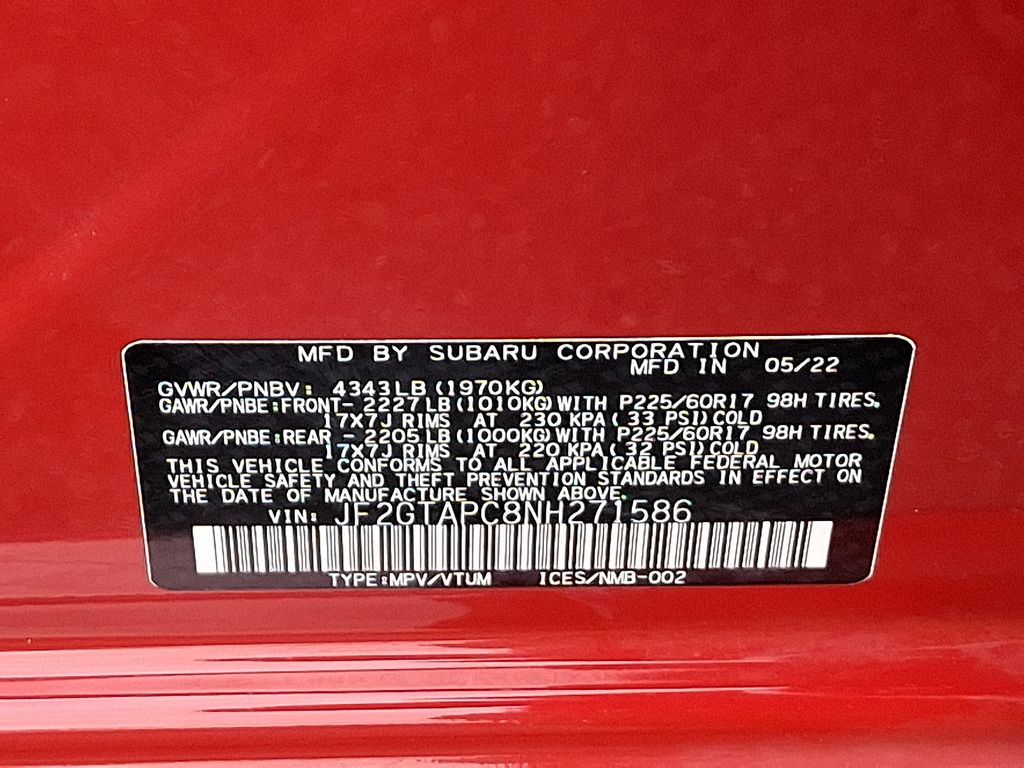 MFD BY SUBARU CORPORATION
MFD IN 05/22
GVWR/PNBV: 4343LB(1970KG)
GAWR/PNBE:FRONT- 2227LB(1010KG)WITH P225/60R17 98H TIRES.
17X7J RIMS AT 230 KPA(33 PSI)COLD
GAWR/PNBE:REAR - 2205LB(1000KG)WITH P225/60R17 98H TIRES.
17X7J RIMS AT 220 KPA(32 PSI)COLD
THIS VEHICLE CONFORMS TO ALL APPLICABLE FEDERAL MOTOR
VEHICLE SAFETY AND THEFT PREVENTION STANDARDS IN EFFECT ON
THE DATE OF MANUFACTURE SHOWN ABOVE.
VIN: JF2GTAPC8NH271586
TYPE:MPV/VTUM ICES/NMB-002